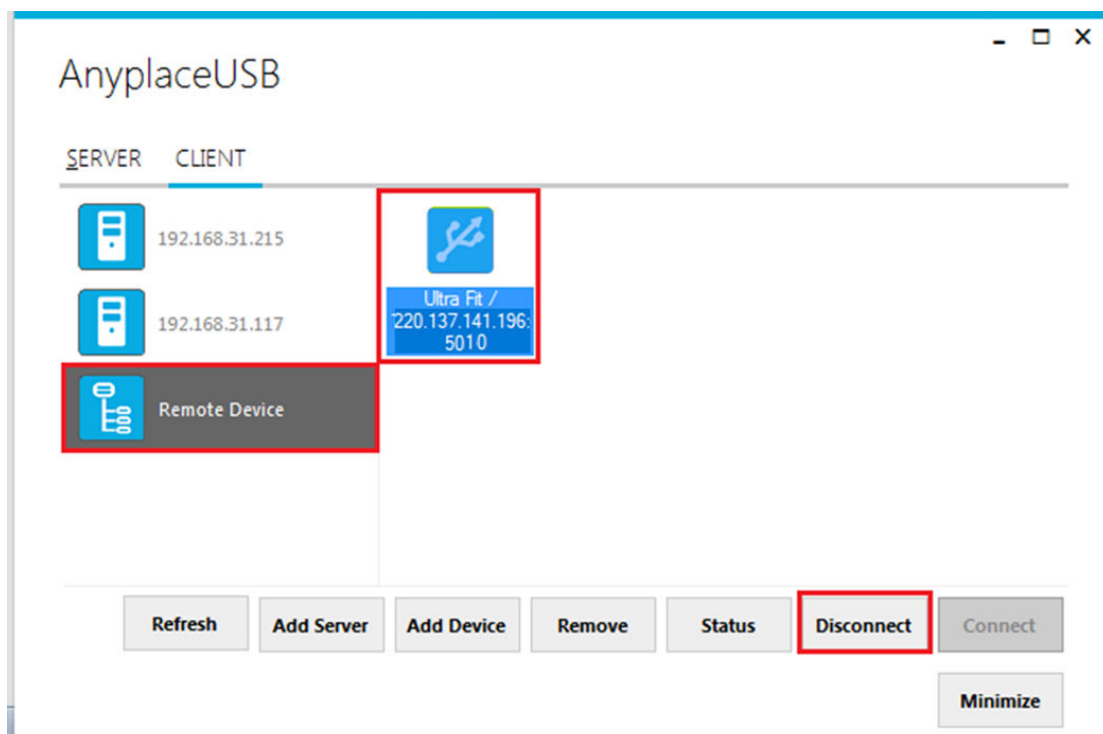 AnyplaceUSB
SERVER CLIENT
192.168.31.215
192.168.31.117
Remote Device
Ultra Fit /
220.137.141.196:
5010
Refresh Add Server Add Device Remove Status Disconnect Connect
Minimize